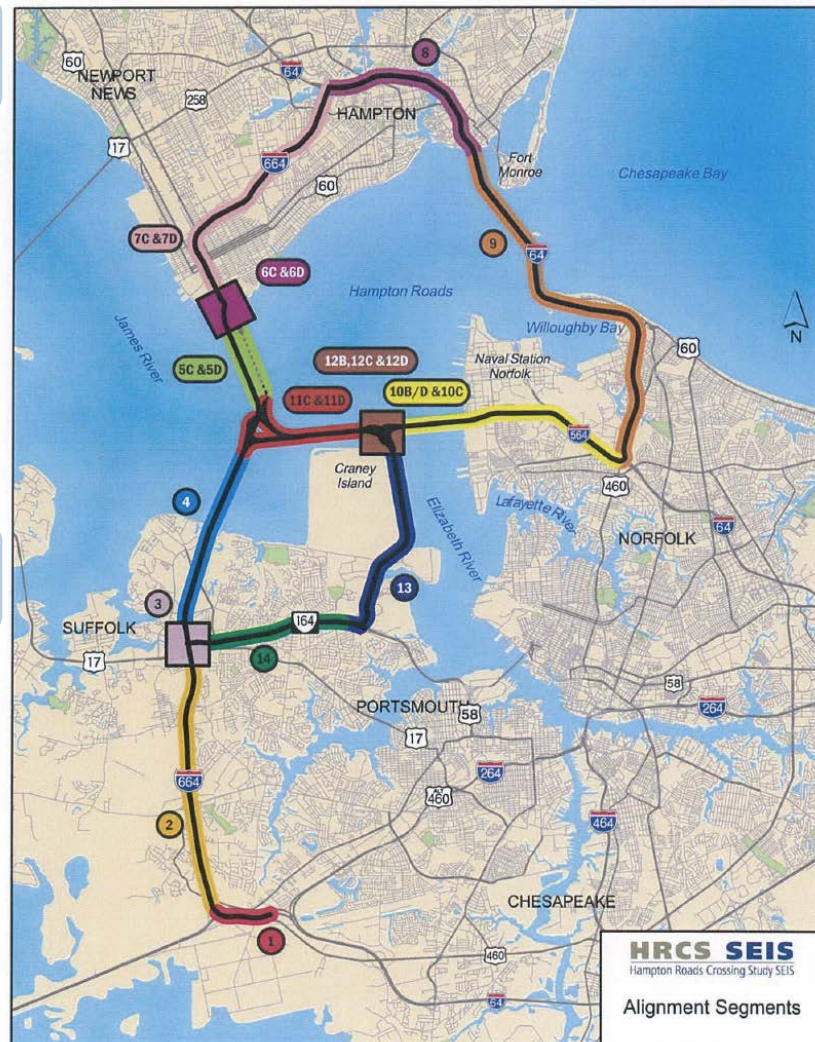 8
60
64
NEWPORT
NEWS
258
HAMPTON
17
664
Fort
Monroe
60
Chesapeake Bay
7C &7D
9
64
6C &6D
Hampton Roads
N
James River
Willoughby Bay
60
12B,12C &12D
Naval Station
Norfolk
5C &5D
11C &11D
10B/D &10C
564
Craney
Island
460
4
Elizabeth River
Lafayette River
64
NORFOLK
13
3
164
SUFFOLK
17
14
58
PORTSMOUTH
58
264
17
264
664
ALT
460
2
464
CHESAPEAKE
1
460
64
HRCS SEIS
Hampton Roads Crossing Study SEIS
Alignment Segments